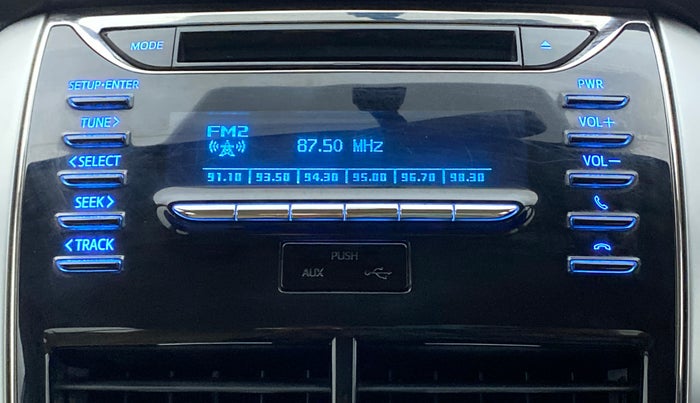 MODE
SETUP•ENTER
PWR
TUNE>
VOL+
<SELECT
VOL−
SEEK>
<TRACK
FM2
87.50 MHz
91.10 | 93.50 | 94.30 | 95.00 | 96.70 | 98.30
PUSH
AUX